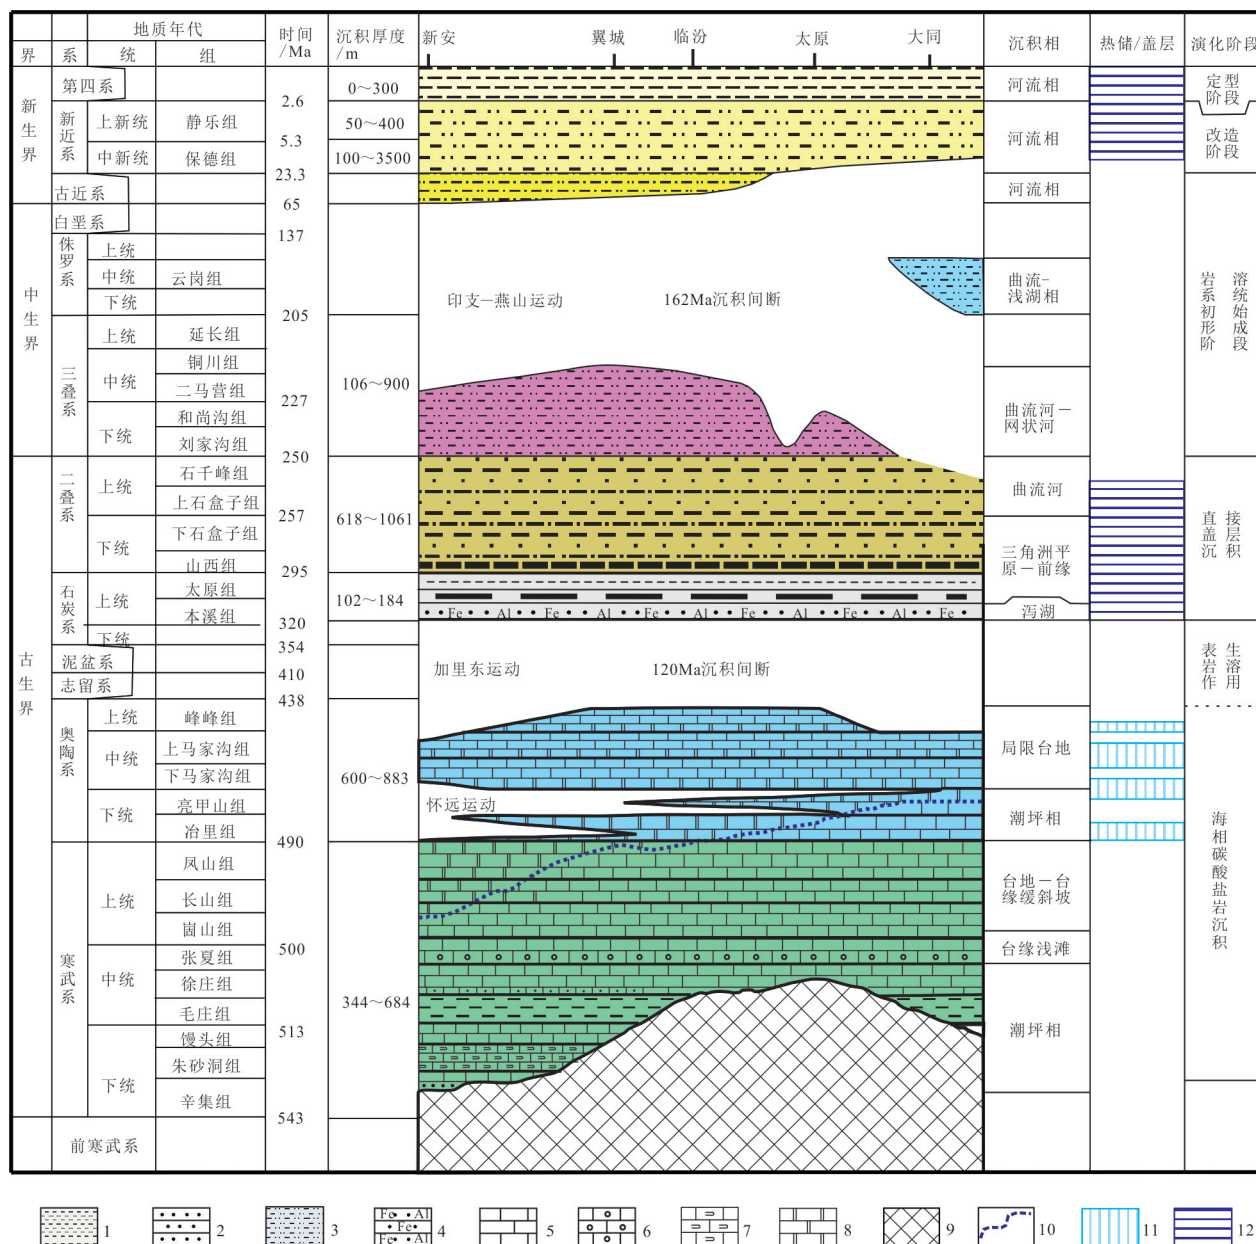 地质年代
界 系 统 组
时间/Ma
沉积厚度/m
新安 翼城 临汾 太原 大同
沉积相
热储/盖层
演化阶段
新生界
第四系
2.6
0～300
河流相
定型阶段
新近系
上新统 静乐组
5.3
50～400
中新统 保德组
23.3
100～3500
河流相
改造阶段
古近系
65
河流相
中生界
白垩系
137
侏罗系
上统
中统 云岗组
下统
205
印支—燕山运动 162Ma沉积间断
曲流-浅湖相
岩溶系统初始形成阶段
三叠系
上统 延长组
中统 铜川组
二马营组
227
下统 和尚沟组
刘家沟组
250
106～900
曲流河－网状河
古生界
二叠系
上统 石千峰组
上石盒子组
257
下统 下石盒子组
山西组
295
618～1061
曲流河
三角洲平原－前缘
直接盖层沉积
石炭系
上统 太原组
本溪组
320
下统
354
102～184
Fe Al Fe Al Fe Al Fe Al Fe
泻湖
泥盆系
410
志留系
438
加里东运动 120Ma沉积间断
表生岩溶作用
奥陶系
上统 峰峰组
中统 上马家沟组
下马家沟组
下统 亮甲山组
冶里组
490
600～883
怀远运动
局限台地
潮坪相
海相碳酸盐岩沉积
寒武系
上统 凤山组
长山组
崮山组
500
中统 张夏组
徐庄组
毛庄组
513
下统 馒头组
朱砂洞组
辛集组
543
344～684
台地－台缘缓斜坡
台缘浅滩
潮坪相
前寒武系
1 2 3 Fe Al Fe Fe Al 4 5 6 7 8 9 10 11 12